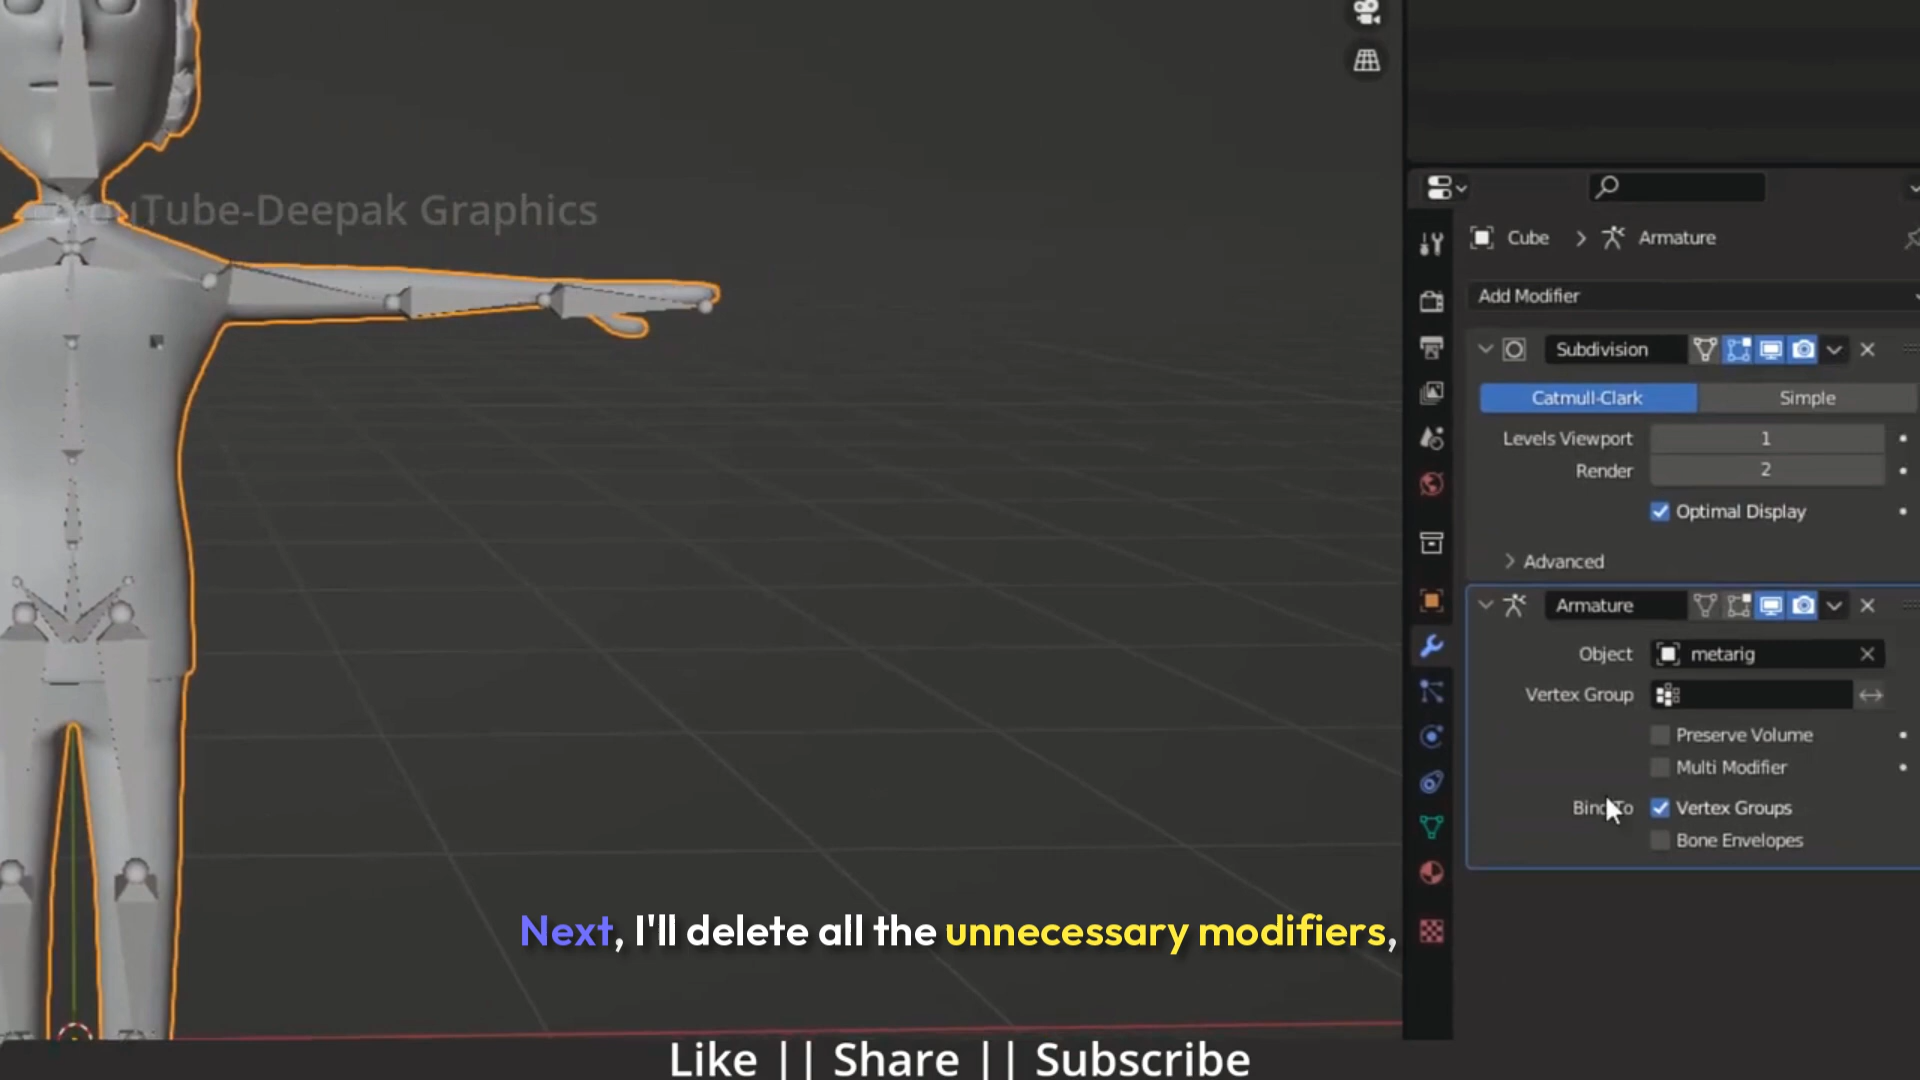 uTube-Deepak Graphics
Cube > Armature
Add Modifier
Subdivision
Catmull-Clark Simple
Levels Viewport 1
Render 2
Optimal Display
Advanced
Armature
Object metarig
Vertex Group
Preserve Volume
Multi Modifier
Bind To Vertex Groups
Bone Envelopes
Next, I'll delete all the unnecessary modifiers,
Like || Share || Subscribe